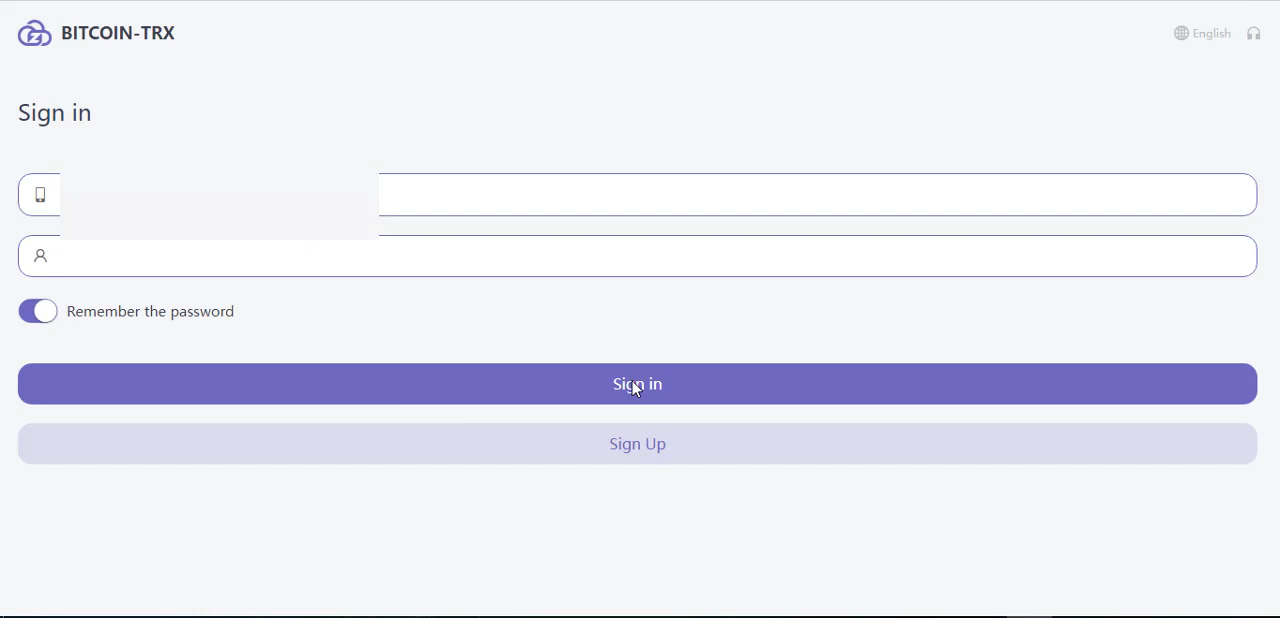 BITCOIN-TRX
English
Sign in
Remember the password
Sign in
Sign Up